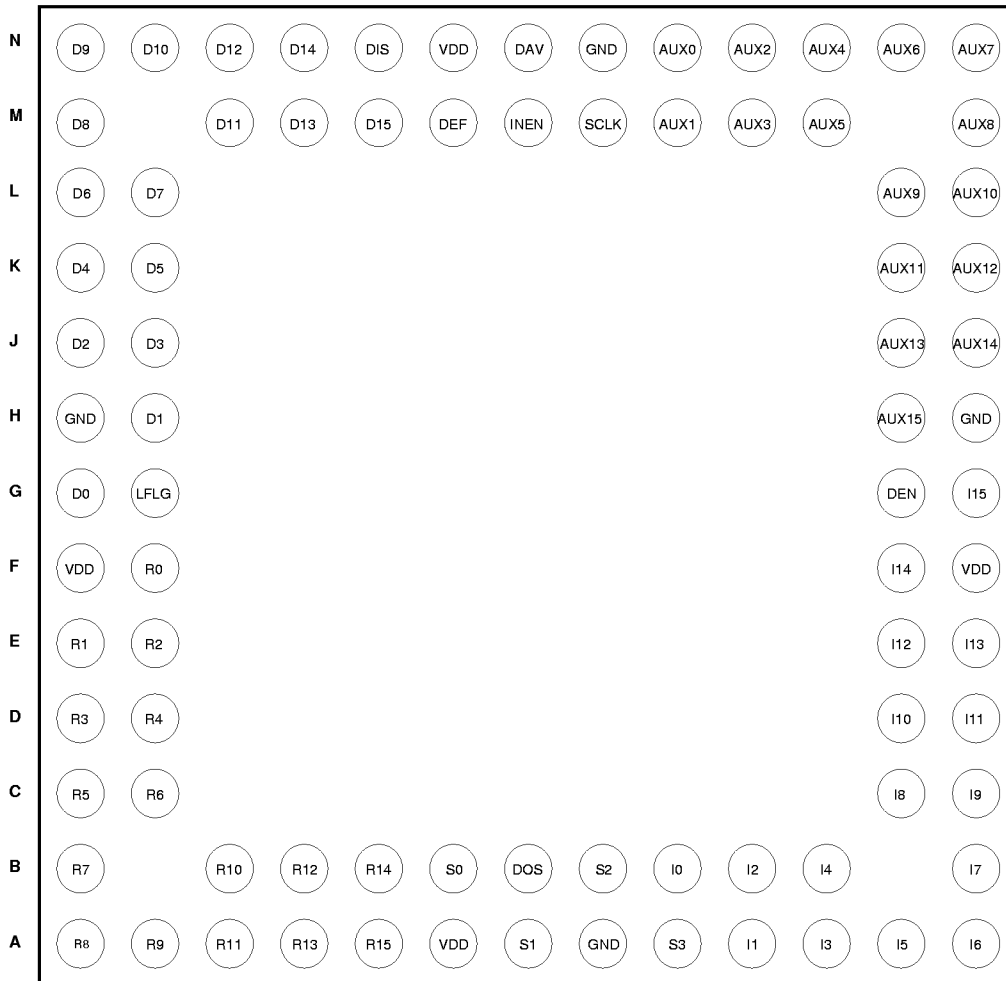 N D9 D10 D12 D14 DIS VDD DAV GND AUX0 AUX2 AUX4 AUX6 AUX7
M D8 D11 D13 D15 DEF INEN SCLK AUX1 AUX3 AUX5 AUX8
L D6 D7 AUX9 AUX10
K D4 D5 AUX11 AUX12
J D2 D3 AUX13 AUX14
H GND D1 AUX15 GND
G D0 LFLG DEN I15
F VDD R0 I14 VDD
E R1 R2 I12 I13
D R3 R4 I10 I11
C R5 R6 I8 I9
B R7 R10 R12 R14 S0 DOS S2 I0 I2 I4 I7
A R8 R9 R11 R13 R15 VDD S1 GND S3 I1 I3 I5 I6